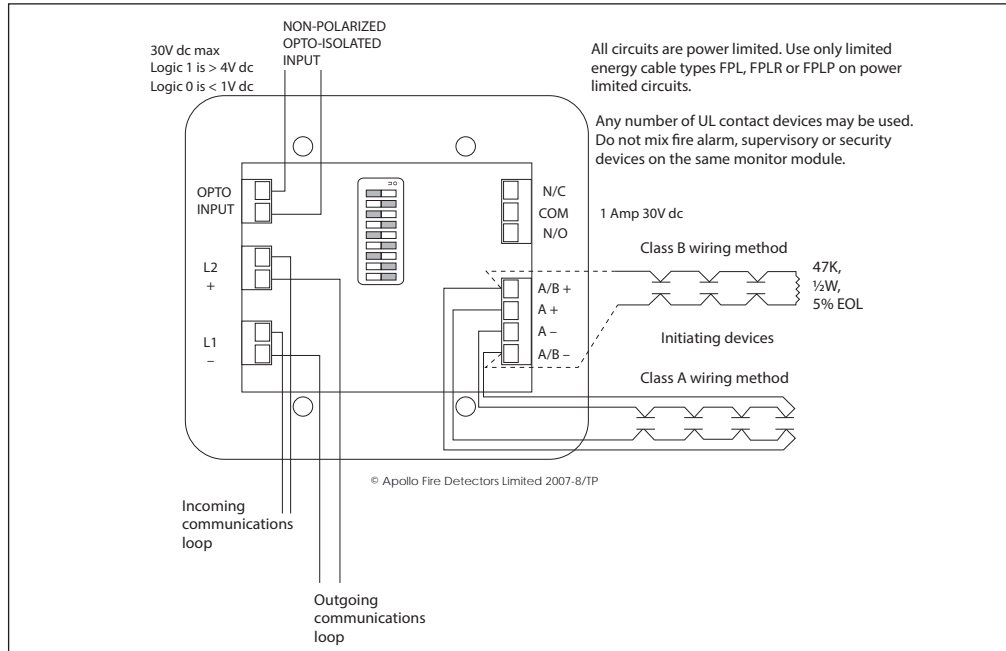 NON-POLARIZED
OPTO-ISOLATED
INPUT
30V dc max
Logic 1 is > 4V dc
Logic 0 is < 1V dc
All circuits are power limited. Use only limited
energy cable types FPL, FPLR or FPLP on power
limited circuits.
Any number of UL contact devices may be used.
Do not mix fire alarm, supervisory or security
devices on the same monitor module.
OPTO
INPUT
L2
+
L1
–
N/C
COM
N/O
1 Amp 30V dc
A/B +
A +
A –
A/B –
Class B wiring method
47K,
½W,
5% EOL
Initiating devices
Class A wiring method
© Apollo Fire Detectors Limited 2007-8/TP
Incoming
communications
loop
Outgoing
communications
loop